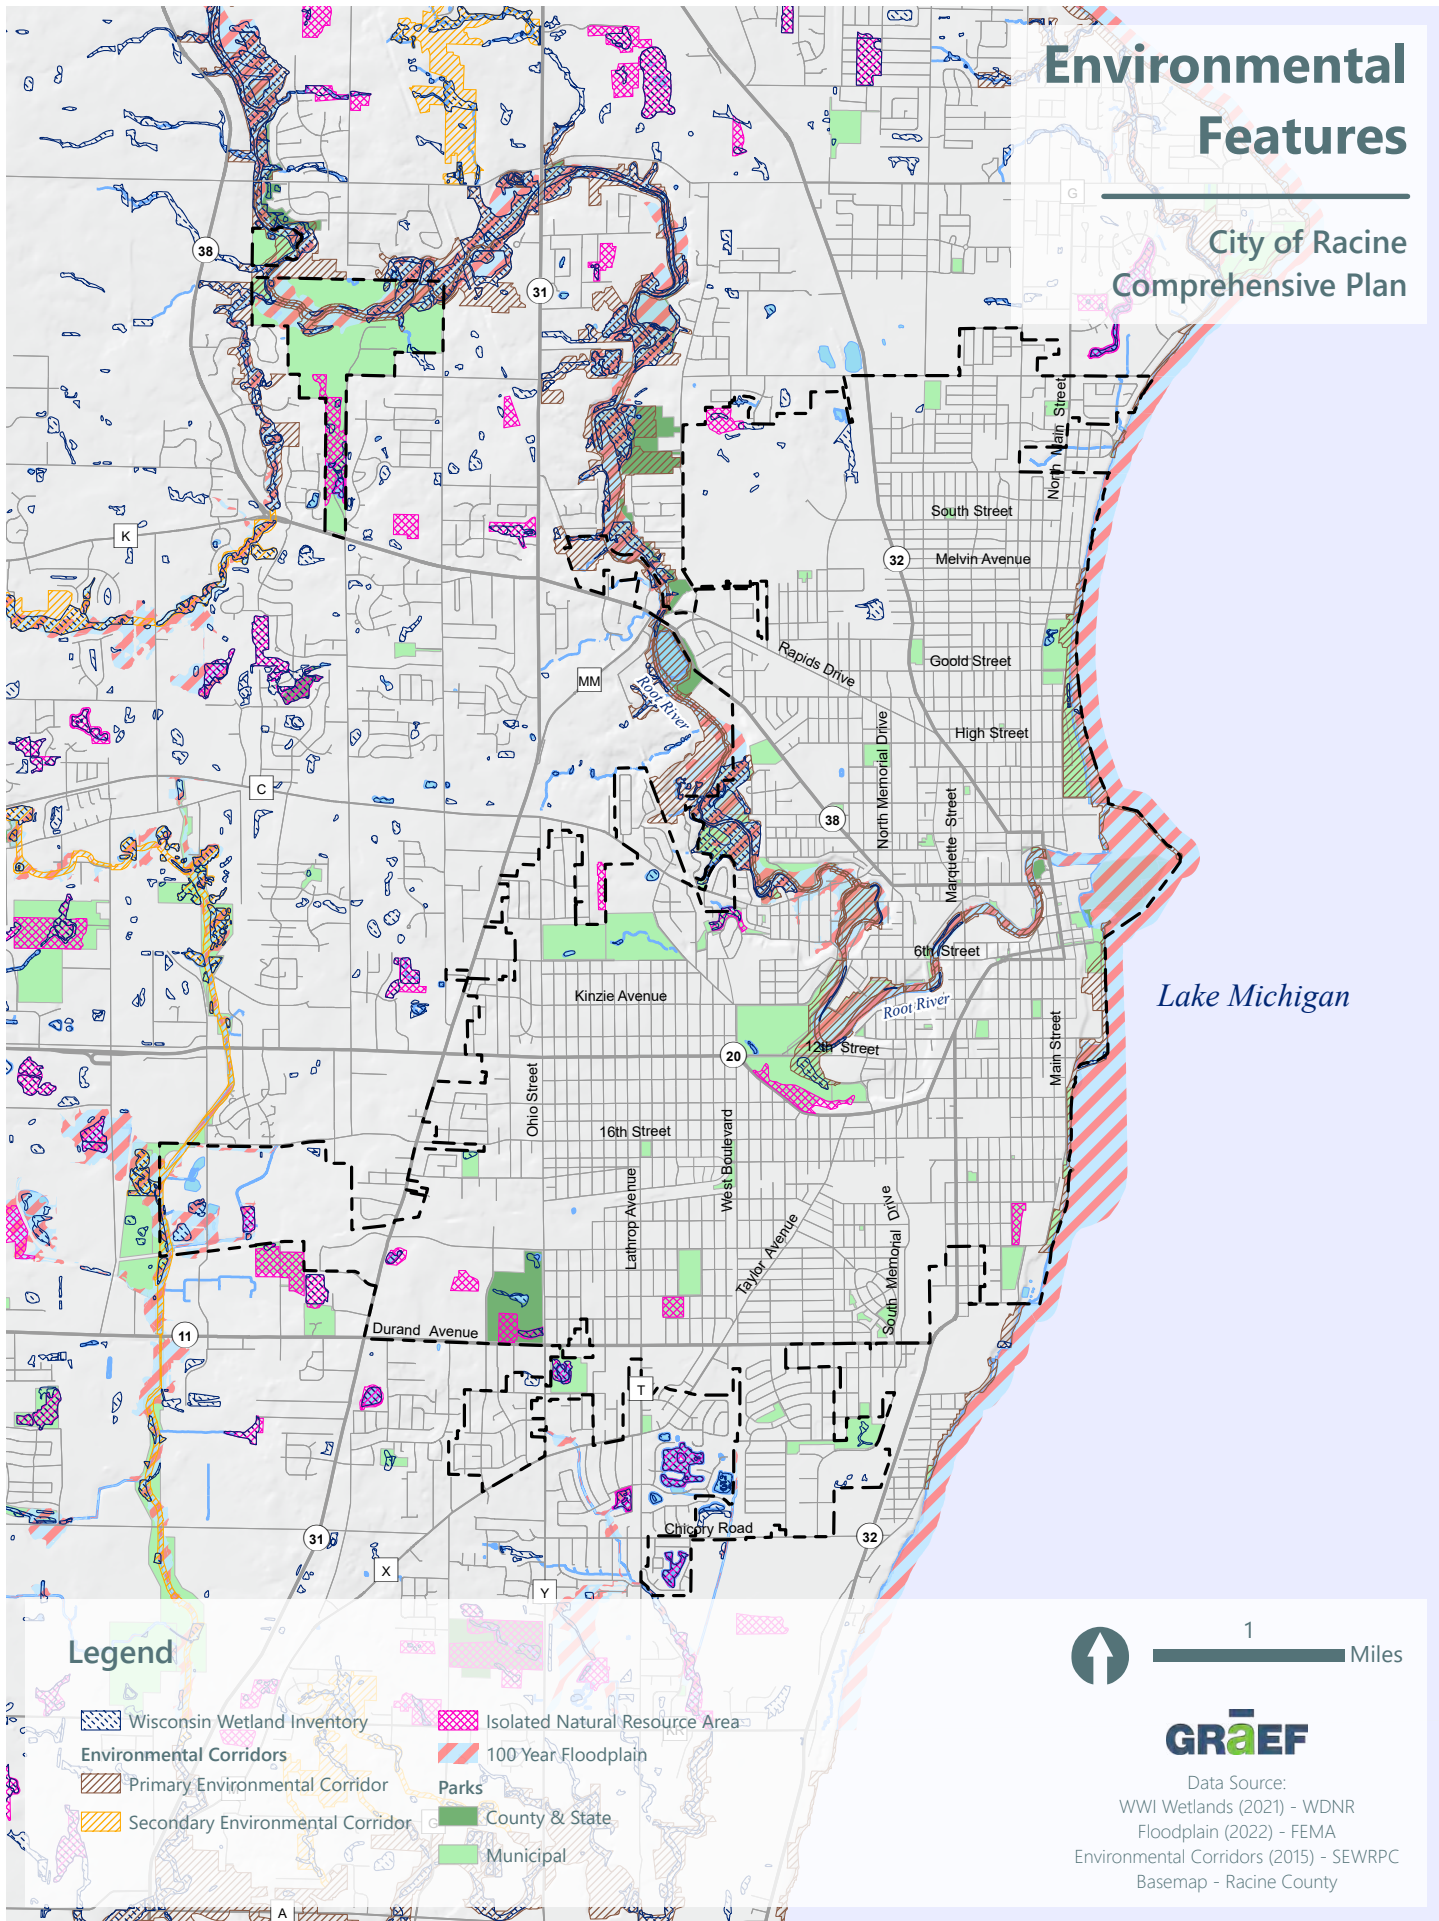 Environmental
Features
City of Racine
Comprehensive Plan
G
38
31
North Main Street
South Street
K
32
Melvin Avenue
Rapids Drive
Goold Street
MM
Root River
North Memorial Drive
High Street
C
38
Marquette Street
6th Street
Kinzie Avenue
Root River
Lake Michigan
20
12th Street
Main Street
Ohio Street
16th Street
West Boulevard
Lathrop Avenue
Taylor Avenue
South Memorial Drive
11
Durand Avenue
T
Chicory Road
31
32
X
Y
Legend
Wisconsin Wetland Inventory
Environmental Corridors
Primary Environmental Corridor
Secondary Environmental Corridor
Isolated Natural Resource Area
100 Year Floodplain
Parks
County & State
Municipal
KR
A
1
Miles
GRAEF
Data Source:
WWI Wetlands (2021) - WDNR
Floodplain (2022) - FEMA
Environmental Corridors (2015) - SEWRPC
Basemap - Racine County